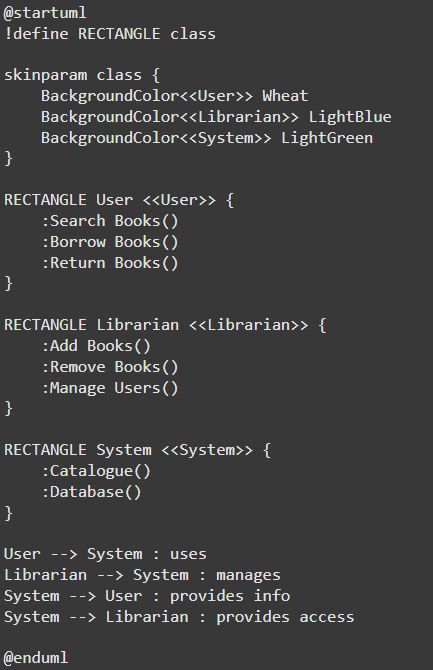 @startuml
!define RECTANGLE class

skinparam class {
    BackgroundColor<<User>> Wheat
    BackgroundColor<<Librarian>> LightBlue
    BackgroundColor<<System>> LightGreen
}

RECTANGLE User <<User>> {
    :Search Books()
    :Borrow Books()
    :Return Books()
}

RECTANGLE Librarian <<Librarian>> {
    :Add Books()
    :Remove Books()
    :Manage Users()
}

RECTANGLE System <<System>> {
    :Catalogue()
    :Database()
}

User --> System : uses
Librarian --> System : manages
System --> User : provides info
System --> Librarian : provides access

@enduml